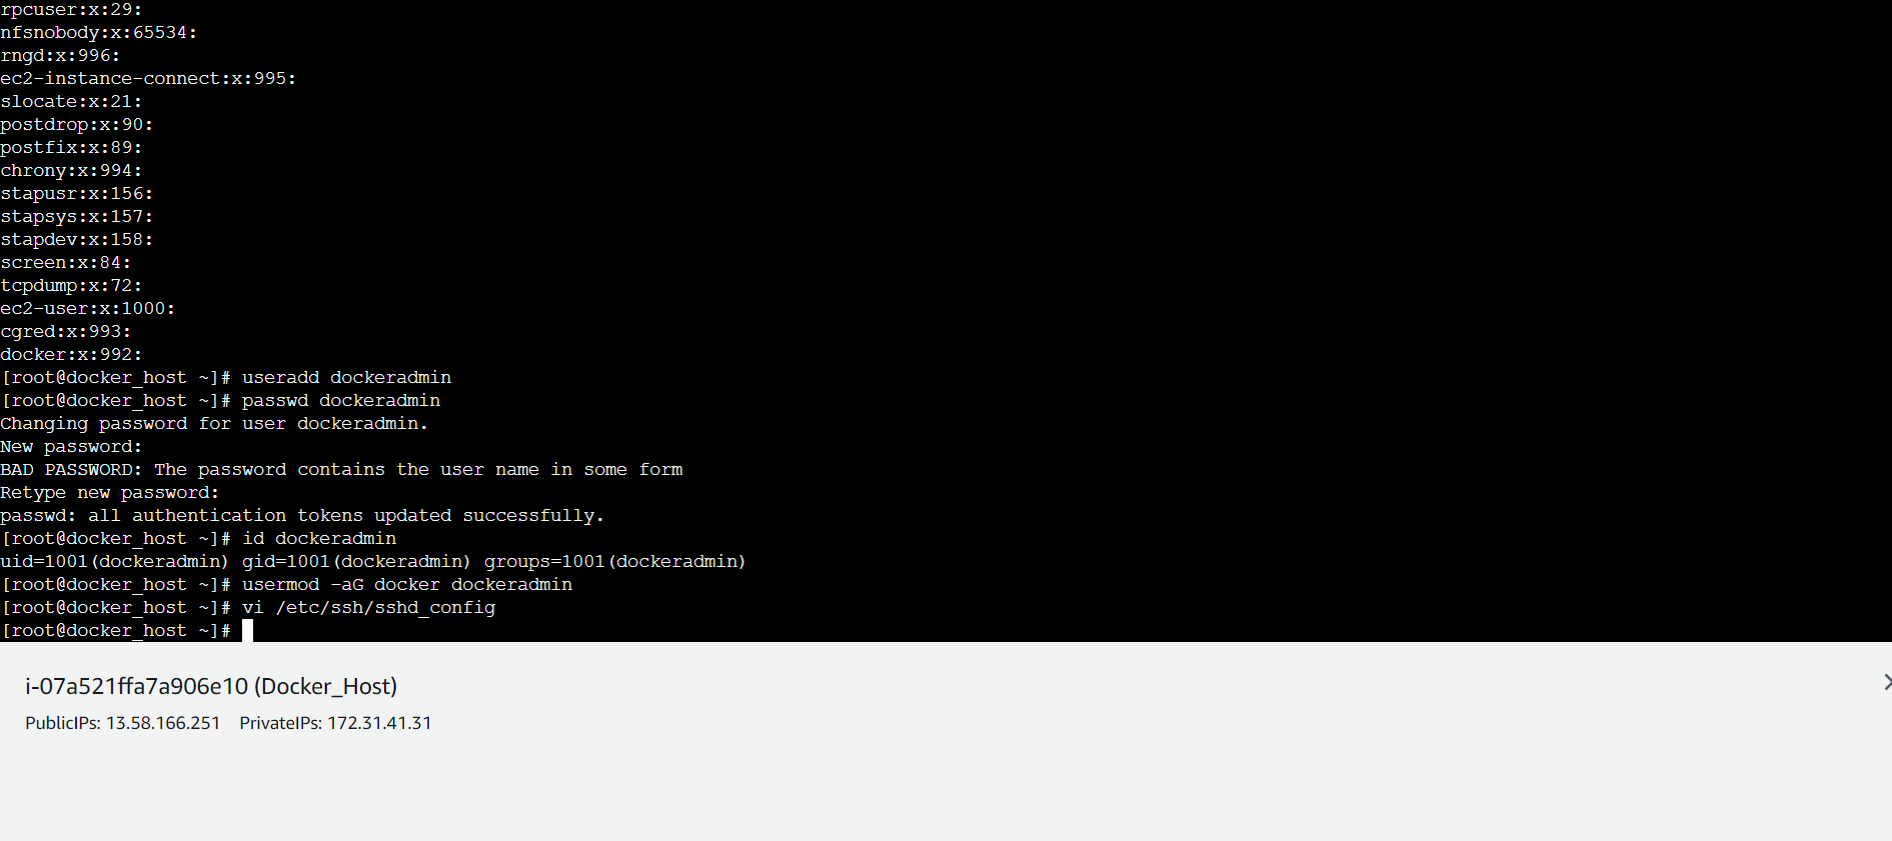 rpcuser:x:29:
nfsnobody:x:65534:
rngd:x:996:
ec2-instance-connect:x:995:
slocate:x:21:
postdrop:x:90:
postfix:x:89:
chrony:x:994:
stapusr:x:156:
stapsys:x:157:
stapdev:x:158:
screen:x:84:
tcpdump:x:72:
ec2-user:x:1000:
cgred:x:993:
docker:x:992:
[root@docker_host ~]# useradd dockeradmin
[root@docker_host ~]# passwd dockeradmin
Changing password for user dockeradmin.
New password:
BAD PASSWORD: The password contains the user name in some form
Retype new password:
passwd: all authentication tokens updated successfully.
[root@docker_host ~]# id dockeradmin
uid=1001(dockeradmin) gid=1001(dockeradmin) groups=1001(dockeradmin)
[root@docker_host ~]# usermod -aG docker dockeradmin
[root@docker_host ~]# vi /etc/ssh/sshd_config
[root@docker_host ~]#
i-07a521ffa7a906e10 (Docker_Host)
PublicIPs: 13.58.166.251 PrivateIPs: 172.31.41.31